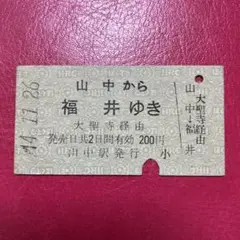 44.11.26
山中から
福井ゆき
大聖寺経由
発売日共2日間有効 200円
山中駅発行 小
大聖寺経由
山中→福井